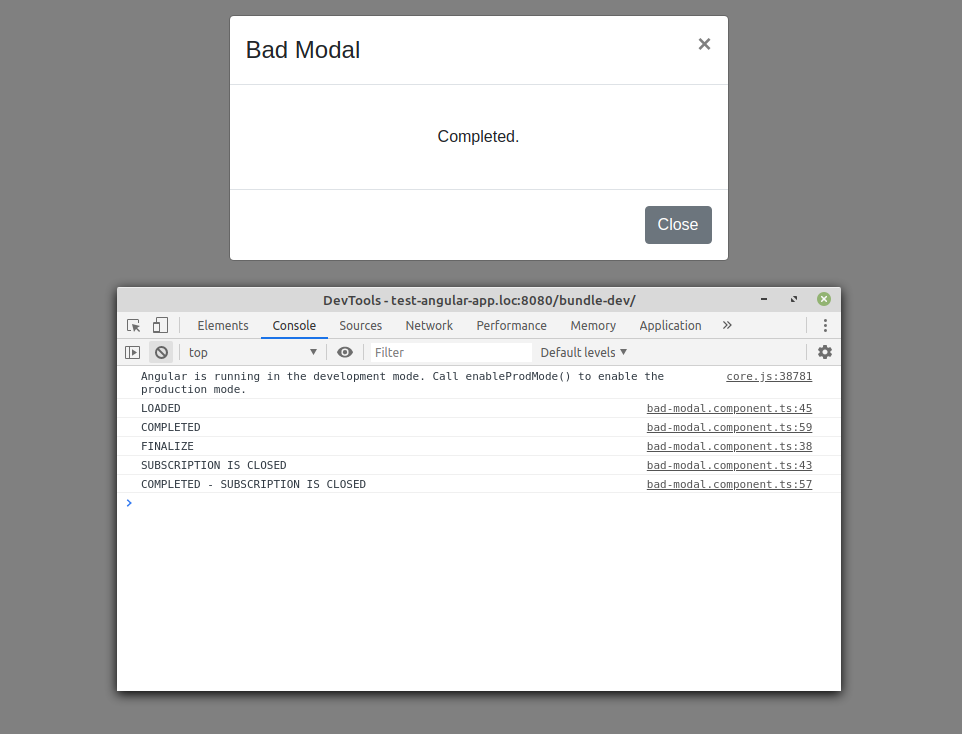 Bad Modal ×
Completed.
Close
DevTools - test-angular-app.loc:8080/bundle-dev/
Elements Console Sources Network Performance Memory Application »
top Filter Default levels
Angular is running in the development mode. Call enableProdMode() to enable the core.js:38781
production mode.
LOADED bad-modal.component.ts:45
COMPLETED bad-modal.component.ts:59
FINALIZE bad-modal.component.ts:38
SUBSCRIPTION IS CLOSED bad-modal.component.ts:43
COMPLETED - SUBSCRIPTION IS CLOSED bad-modal.component.ts:57